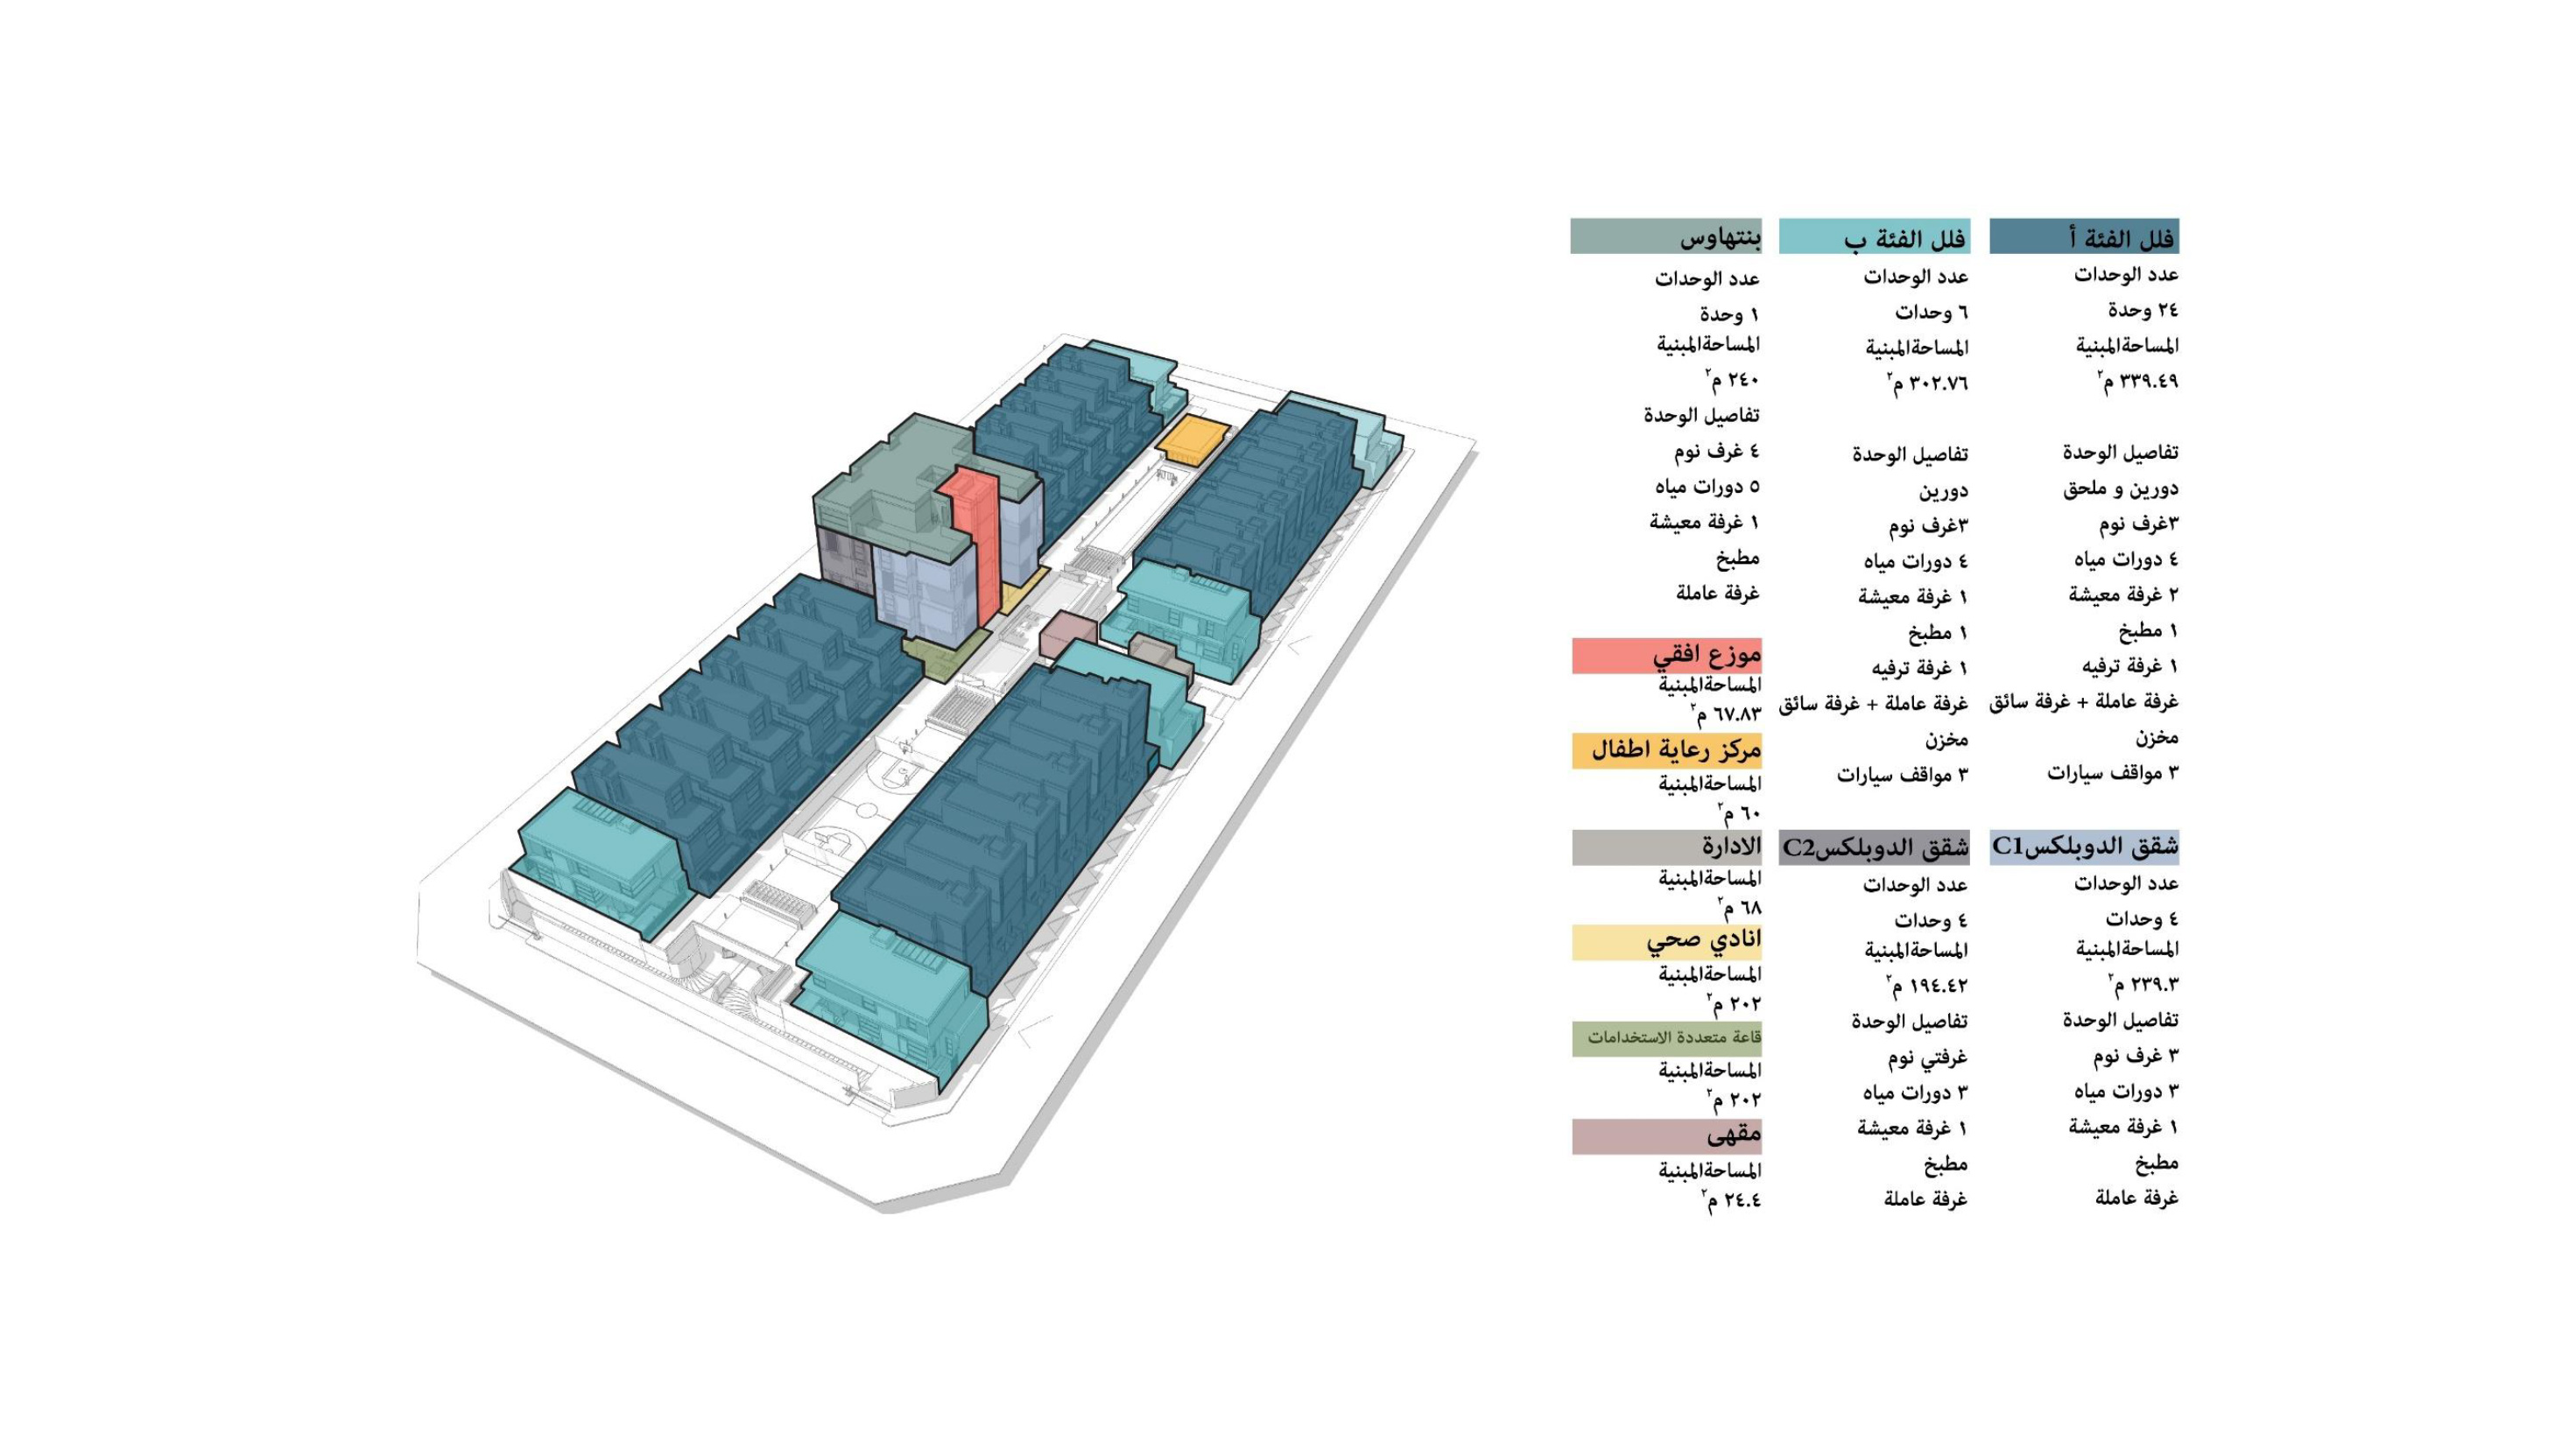 فلل الفئة أ
عدد الوحدات
٢٤ وحدة
المساحةالمبنية
٣٣٩.٤٩ م٢
تفاصيل الوحدة
دورين و ملحق
٣غرف نوم
٤ دورات مياه
٢ غرفة معيشة
١ مطبخ
١ غرفة ترفيه
غرفة عاملة + غرفة سائق
مخزن
٣ مواقف سيارات
فلل الفئة ب
عدد الوحدات
٦ وحدات
المساحةالمبنية
٣٠٢.٧٦ م٢
تفاصيل الوحدة
دورين
٣غرف نوم
٤ دورات مياه
١ غرفة معيشة
١ مطبخ
١ غرفة ترفيه
غرفة عاملة + غرفة سائق
مخزن
٣ مواقف سيارات
بنتهاوس
عدد الوحدات
١ وحدة
المساحةالمبنية
٢٤٠ م٢
تفاصيل الوحدة
٤ غرف نوم
٥ دورات مياه
١ غرفة معيشة
مطبخ
غرفة عاملة
شقق الدوبلكسC1
عدد الوحدات
٤ وحدات
المساحةالمبنية
٢٣٩.٣ م٢
تفاصيل الوحدة
٣ غرف نوم
٣ دورات مياه
١ غرفة معيشة
مطبخ
غرفة عاملة
شقق الدوبلكسC2
عدد الوحدات
٤ وحدات
المساحةالمبنية
١٩٤.٤٢ م٢
تفاصيل الوحدة
غرفتي نوم
٣ دورات مياه
١ غرفة معيشة
مطبخ
غرفة عاملة
موزع افقي
المساحةالمبنية
٦٧.٨٣ م٢
مركز رعاية اطفال
المساحةالمبنية
٦٠ م٢
الادارة
المساحةالمبنية
٦٨ م٢
انادي صحي
المساحةالمبنية
٢٠٢ م٢
قاعة متعددة الاستخدامات
المساحةالمبنية
٢٠٢ م٢
مقهى
المساحةالمبنية
٢٤.٤ م٢